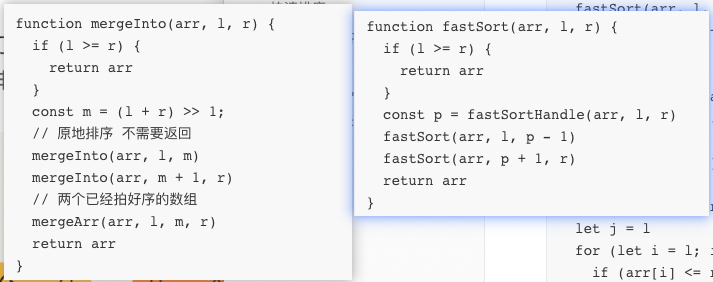 function mergeInto(arr, l, r) {
if (l >= r) {
return arr
}
const m = (l + r) >> 1;
// 原地排序 不需要返回
mergeInto(arr, l, m)
mergeInto(arr, m + 1, r)
// 两个已经拍好序的数组
mergeArr(arr, l, m, r)
return arr
}
function fastSort(arr, l, r) {
if (l >= r) {
return arr
}
const p = fastSortHandle(arr, l, r)
fastSort(arr, l, p - 1)
fastSort(arr, p + 1, r)
return arr
}
let j = l
for (let i = l; i
if (arr[i] <=